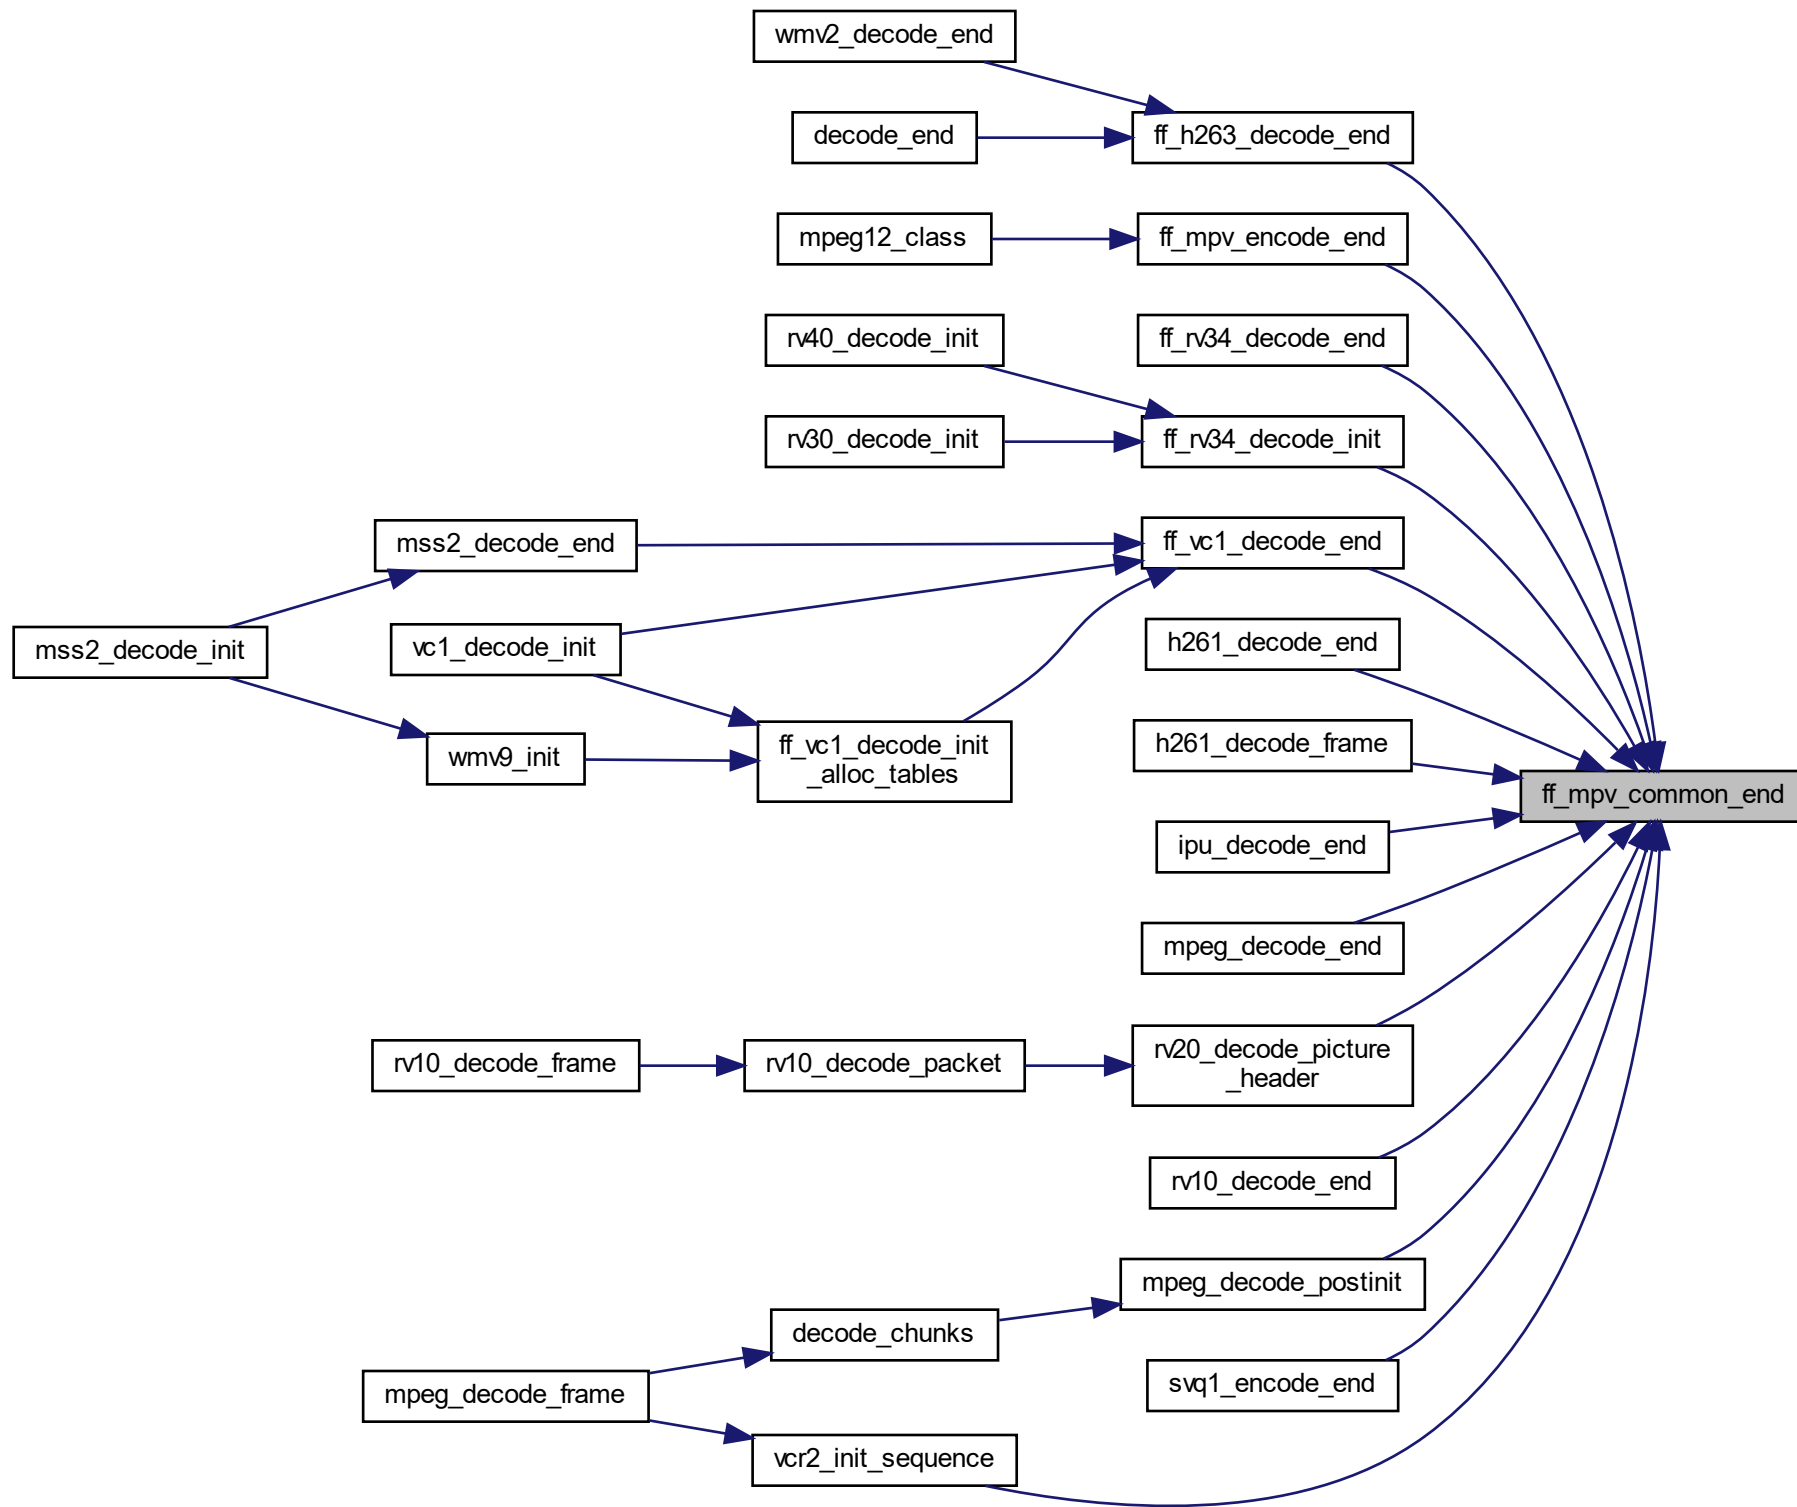 wmv2_decode_end
decode_end
ff_h263_decode_end
mpeg12_class
ff_mpv_encode_end
rv40_decode_init
ff_rv34_decode_end
rv30_decode_init
ff_rv34_decode_init
mss2_decode_end
ff_vc1_decode_end
mss2_decode_init
vc1_decode_init
h261_decode_end
wmv9_init
ff_vc1_decode_init
_alloc_tables
h261_decode_frame
ff_mpv_common_end
ipu_decode_end
mpeg_decode_end
rv10_decode_frame
rv10_decode_packet
rv20_decode_picture
_header
rv10_decode_end
mpeg_decode_postinit
decode_chunks
mpeg_decode_frame
svq1_encode_end
vcr2_init_sequence